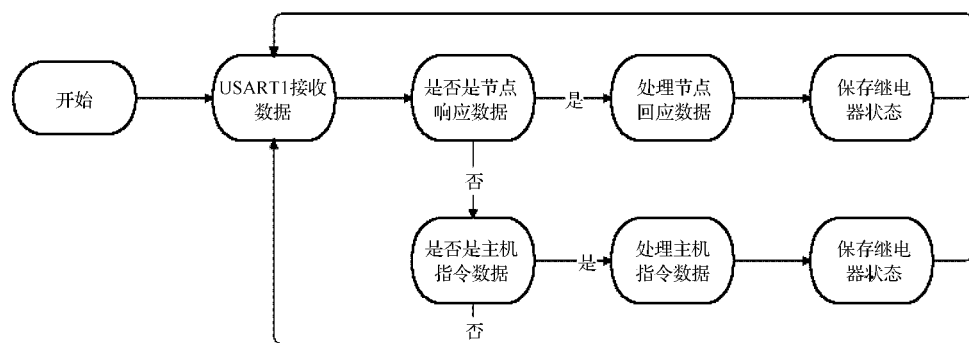 开始
USART1接收
数据
是否是节点
响应数据
是
处理节点
回应数据
保存继电
器状态
否
是否是主机
指令数据
是
处理主机
指令数据
保存继电
器状态
否